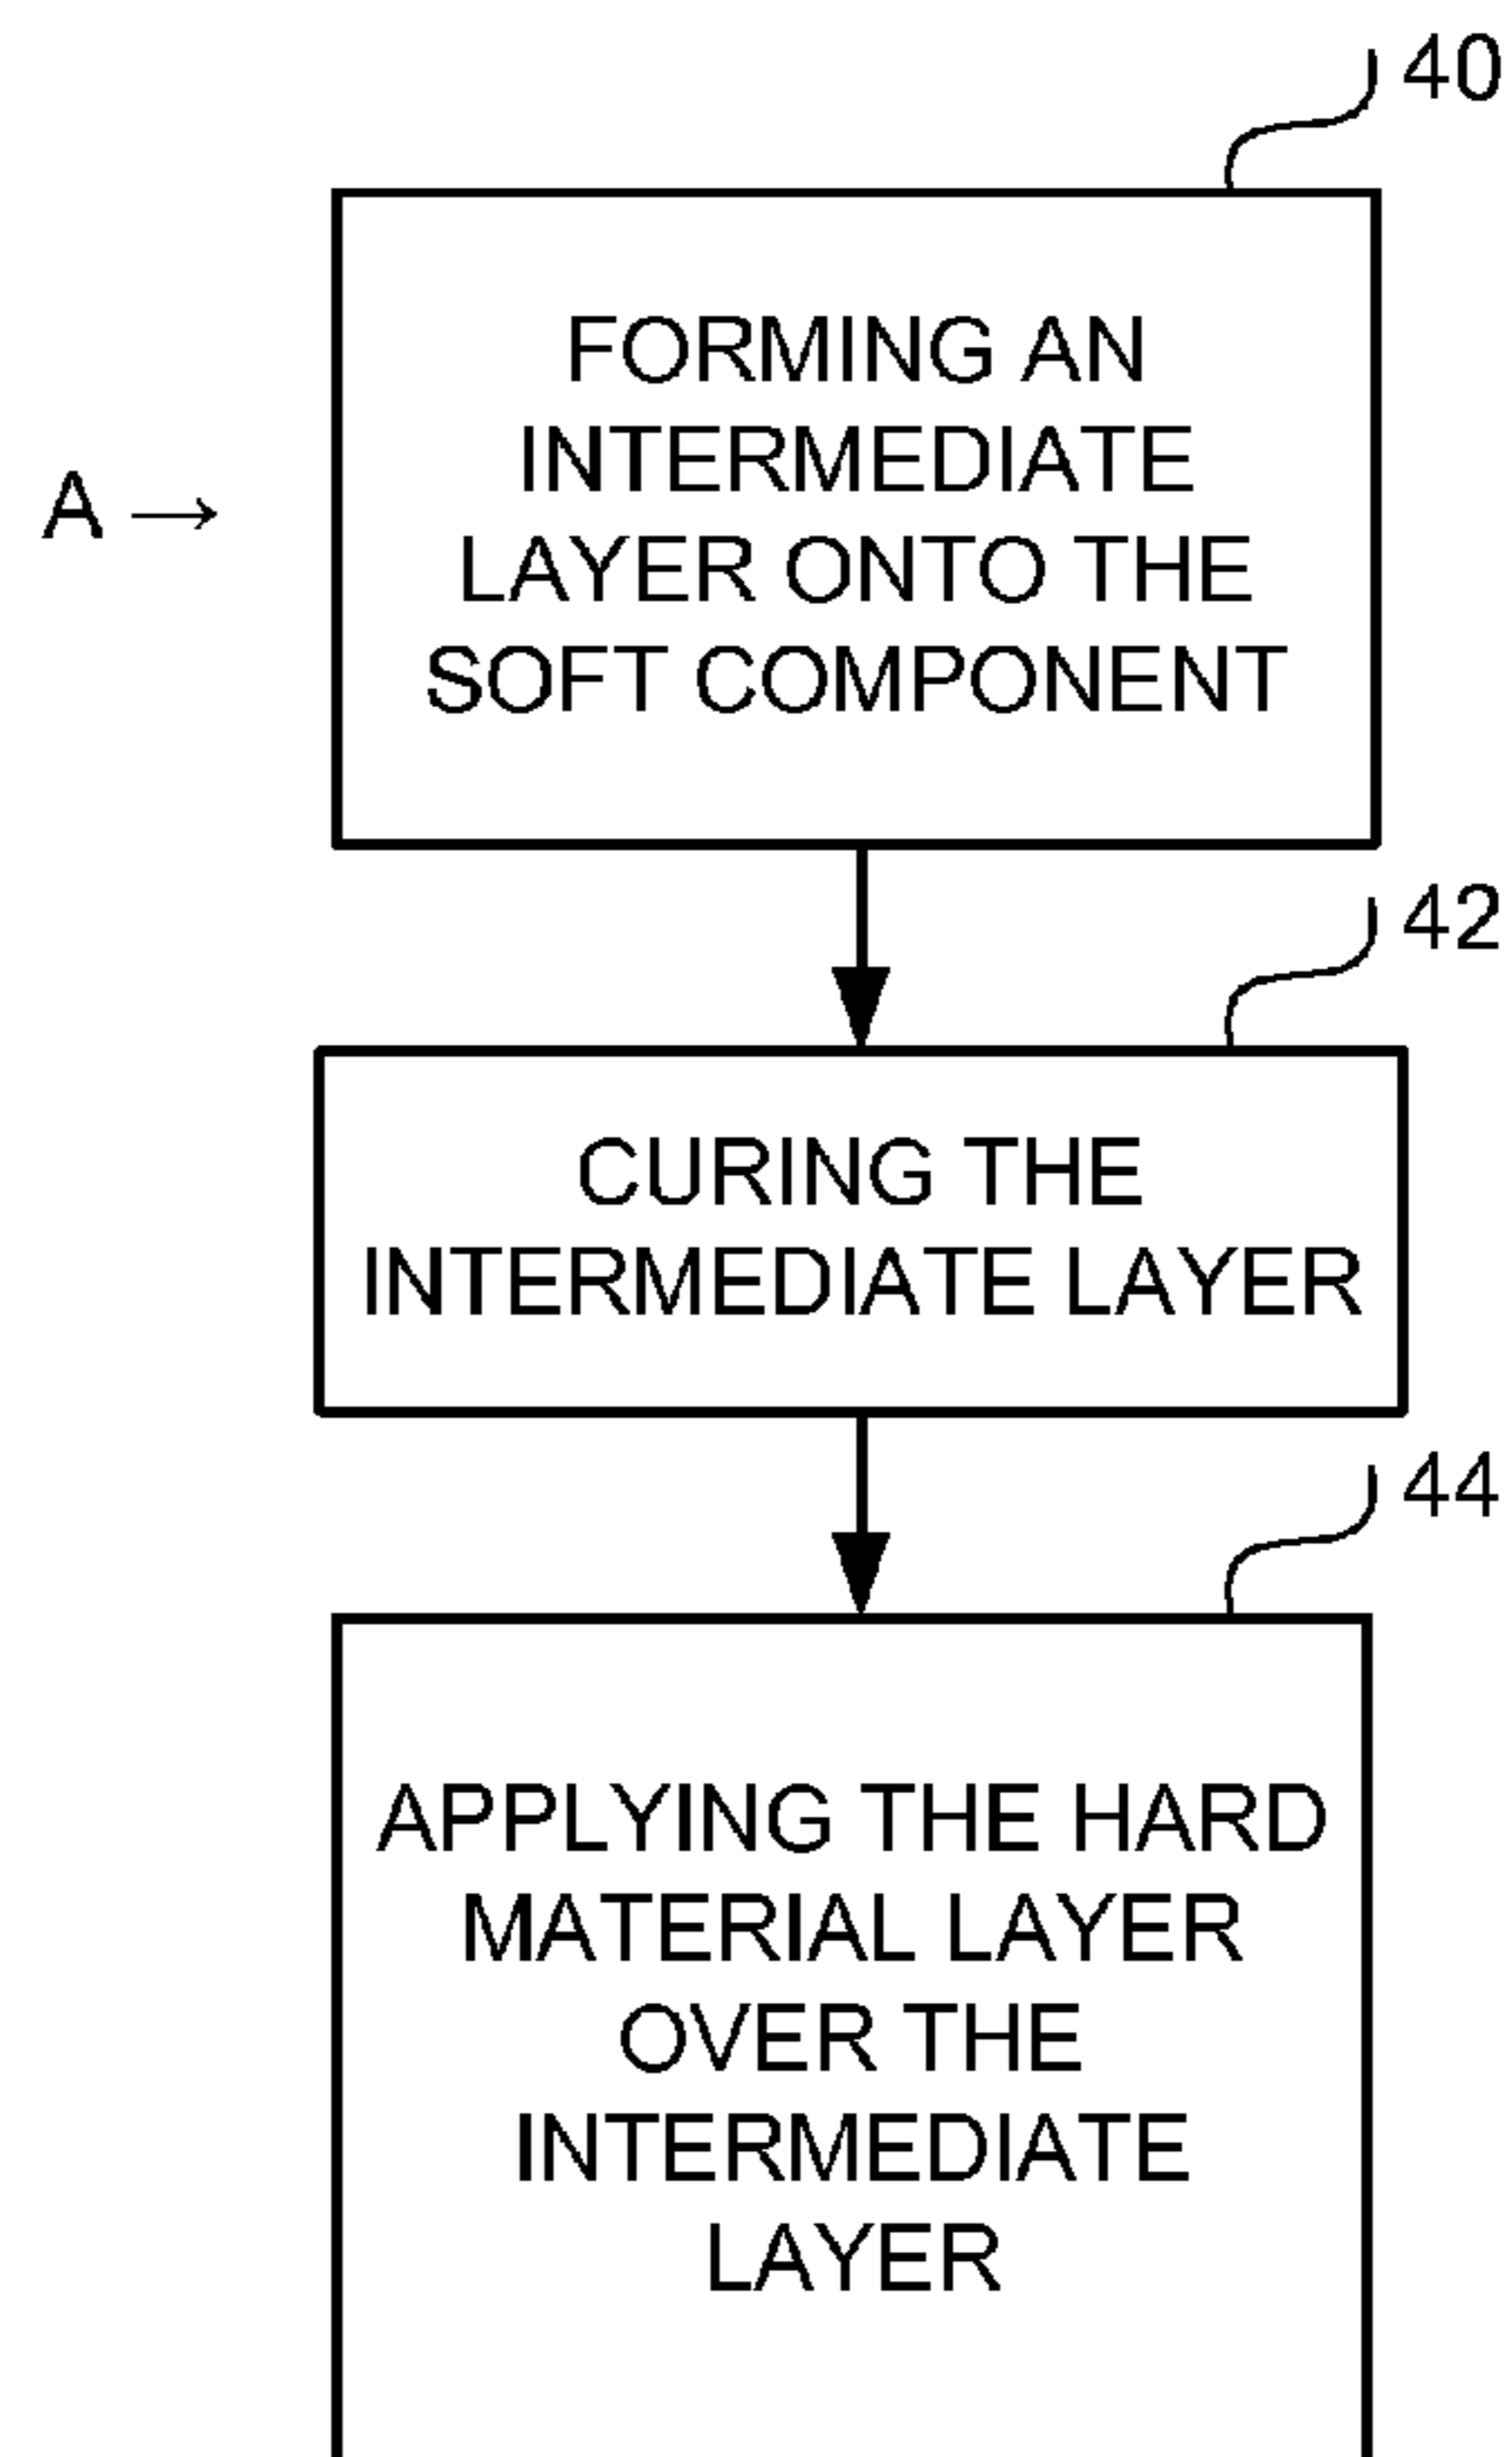 40
FORMING AN
INTERMEDIATE
LAYER ONTO THE
SOFT COMPONENT
A →
42
CURING THE
INTERMEDIATE LAYER
44
APPLYING THE HARD
MATERIAL LAYER
OVER THE
INTERMEDIATE
LAYER